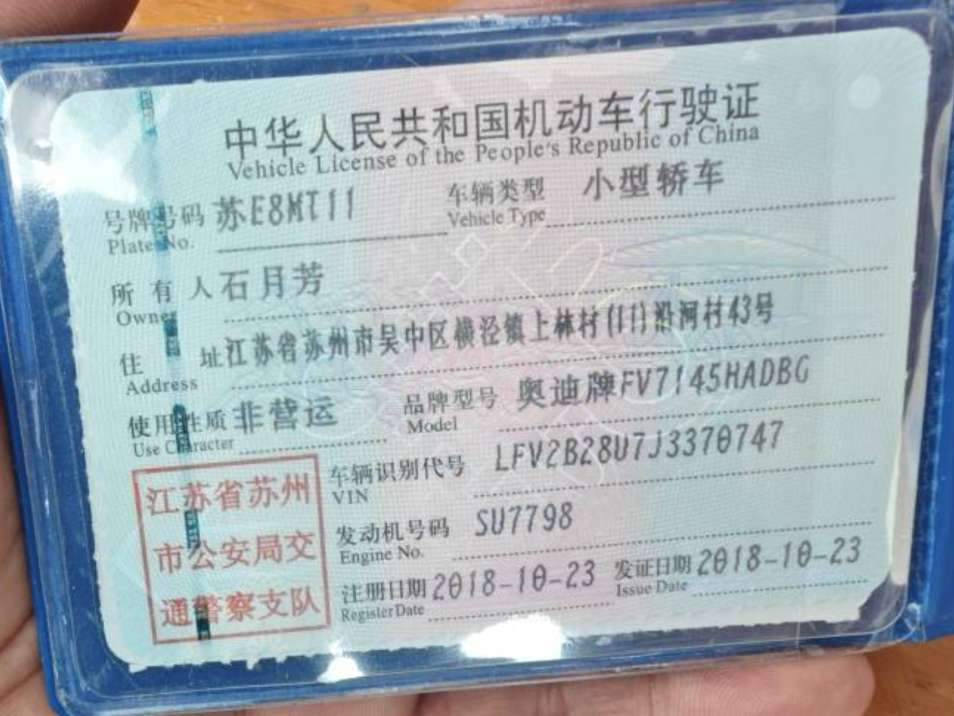 中华人民共和国机动车行驶证
Vehicle License of the People's Republic of China
号牌号码 苏E8MT11 车辆类型 小型轿车
Plate No. Vehicle Type
所有人 石月芳
Owner
住址 江苏省苏州市吴中区横泾镇上林村(11)沿河村43号
Address
使用性质 非营运 品牌型号 奥迪牌FV7145HADBG
Use Character Model
车辆识别代号 LFV2B28U7J3370747
VIN
发动机号码 SU7798
Engine No.
注册日期 2018-10-23 发证日期 2018-10-23
Register Date Issue Date
江苏省苏州
市公安局交
通警察支队